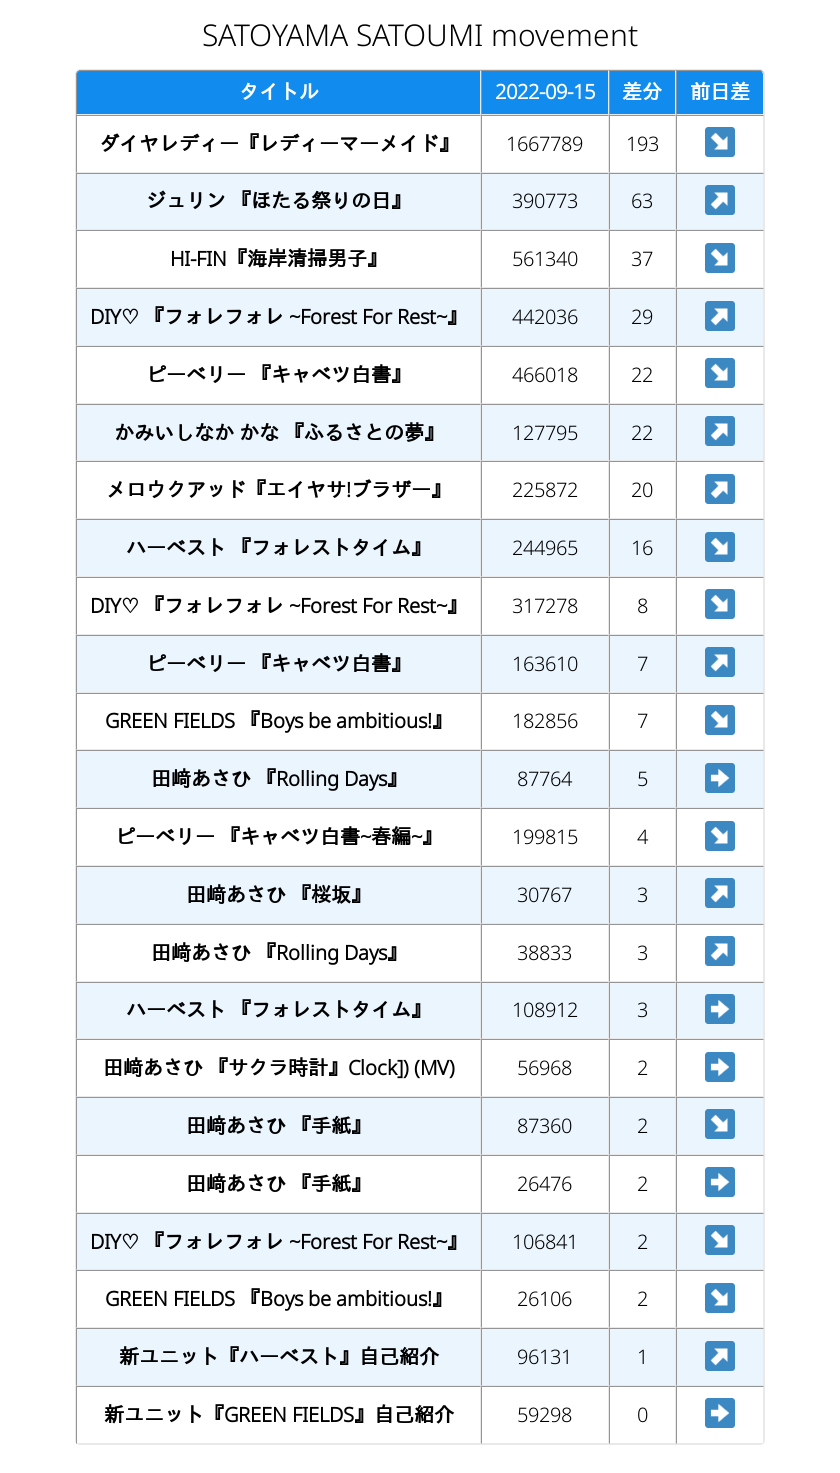 SATOYAMA SATOUMI movement
タイトル 2022-09-15 差分 前日差
ダイヤレディー『レディーマーメイド』 1667789 193 ↘
ジュリン 『ほたる祭りの日』 390773 63 ↗
HI-FIN『海岸清掃男子』 561340 37 ↘
DIY♡ 『フォレフォレ ~Forest For Rest~』 442036 29 ↗
ピーベリー 『キャベツ白書』 466018 22 ↘
かみいしなか かな 『ふるさとの夢』 127795 22 ↗
メロウクアッド『エイヤサ!ブラザー』 225872 20 ↗
ハーベスト 『フォレストタイム』 244965 16 ↘
DIY♡ 『フォレフォレ ~Forest For Rest~』 317278 8 ↘
ピーベリー 『キャベツ白書』 163610 7 ↗
GREEN FIELDS 『Boys be ambitious!』 182856 7 ↘
田﨑あさひ 『Rolling Days』 87764 5 ➡
ピーベリー 『キャベツ白書~春編~』 199815 4 ↘
田﨑あさひ 『桜坂』 30767 3 ↗
田﨑あさひ 『Rolling Days』 38833 3 ↗
ハーベスト 『フォレストタイム』 108912 3 ➡
田﨑あさひ 『サクラ時計』Clock]) (MV) 56968 2 ➡
田﨑あさひ 『手紙』 87360 2 ↘
田﨑あさひ 『手紙』 26476 2 ➡
DIY♡ 『フォレフォレ ~Forest For Rest~』 106841 2 ↘
GREEN FIELDS 『Boys be ambitious!』 26106 2 ↘
新ユニット『ハーベスト』自己紹介 96131 1 ↗
新ユニット『GREEN FIELDS』自己紹介 59298 0 ➡